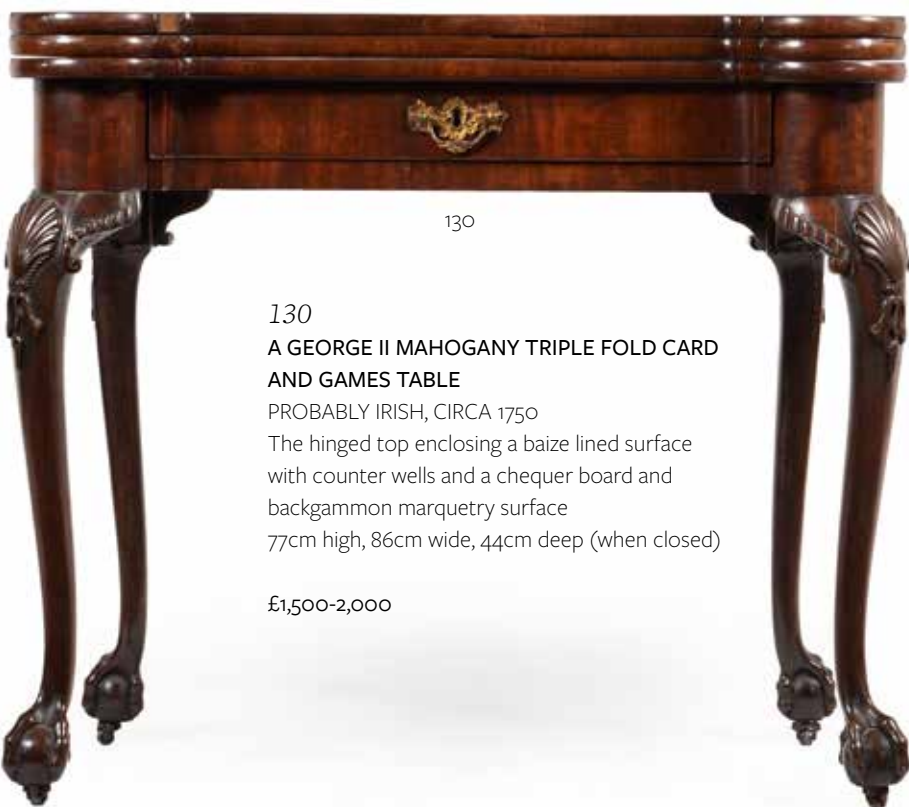 130
130
A GEORGE II MAHOGANY TRIPLE FOLD CARD
AND GAMES TABLE
PROBABLY IRISH, CIRCA 1750
The hinged top enclosing a baize lined surface
with counter wells and a chequer board and
backgammon marquetry surface
77cm high, 86cm wide, 44cm deep (when closed)
£1,500-2,000